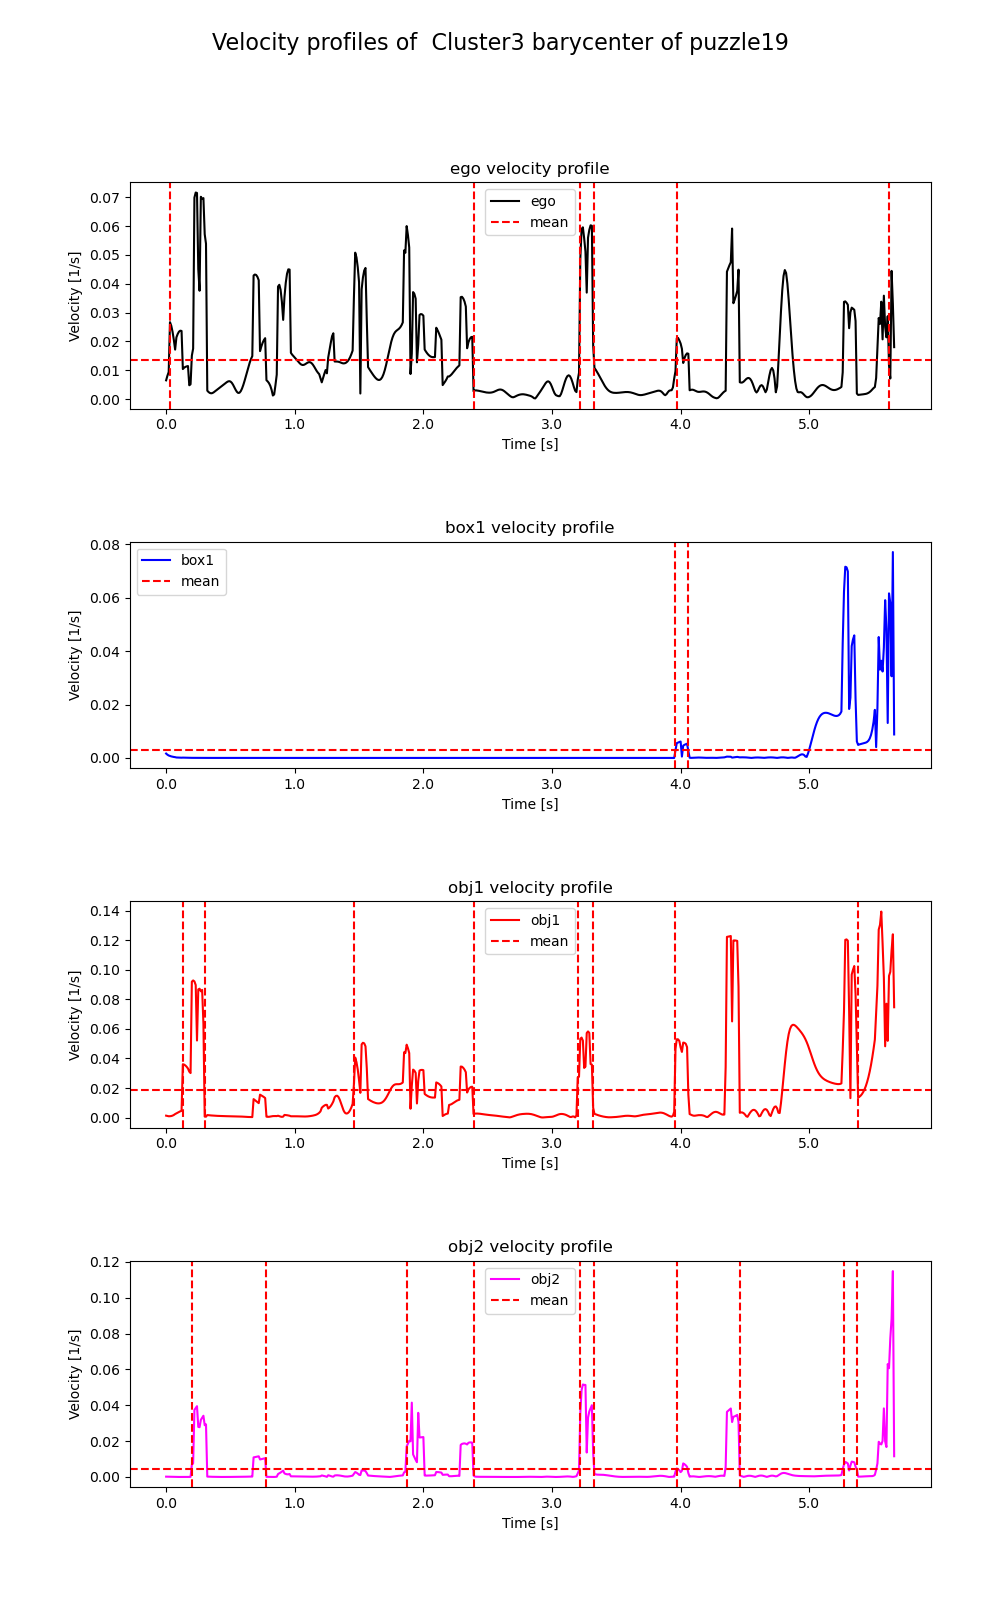 Velocity profiles of  Cluster3 barycenter of puzzle19
ego velocity profile
Velocity [1/s]
0.07
0.06
0.05
0.04
0.03
0.02
0.01
0.00
ego
mean
0.0 1.0 2.0 3.0 4.0 5.0
Time [s]
box1 velocity profile
Velocity [1/s]
0.08
0.06
0.04
0.02
0.00
box1
mean
0.0 1.0 2.0 3.0 4.0 5.0
Time [s]
obj1 velocity profile
Velocity [1/s]
0.14
0.12
0.10
0.08
0.06
0.04
0.02
0.00
obj1
mean
0.0 1.0 2.0 3.0 4.0 5.0
Time [s]
obj2 velocity profile
Velocity [1/s]
0.12
0.10
0.08
0.06
0.04
0.02
0.00
obj2
mean
0.0 1.0 2.0 3.0 4.0 5.0
Time [s]